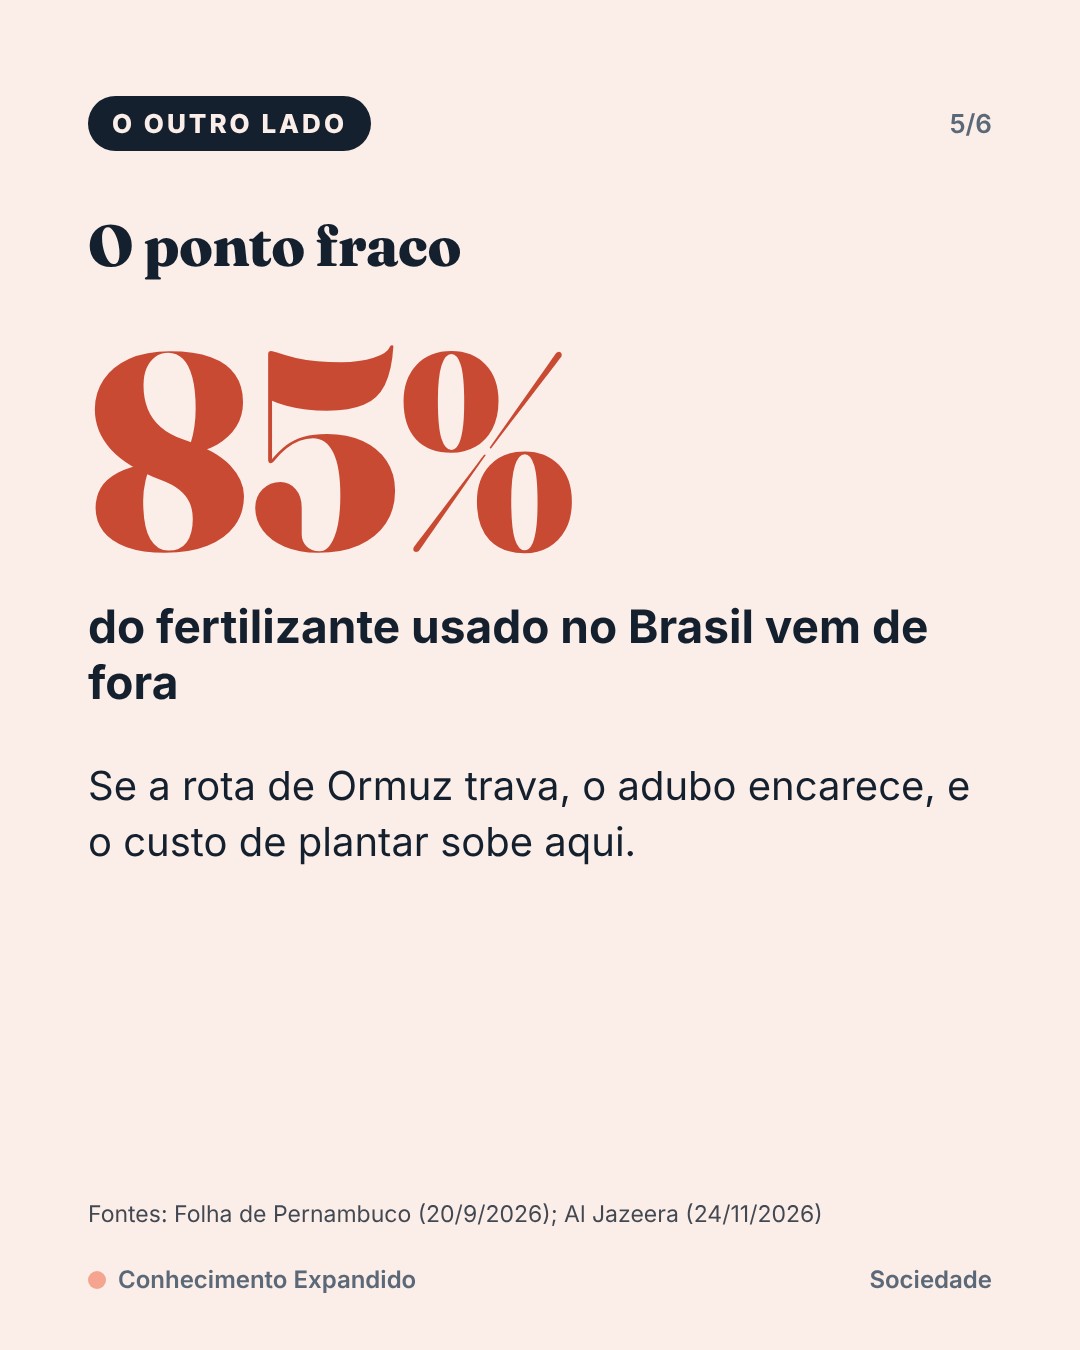 O OUTRO LADO
5/6
O ponto fraco
85%
do fertilizante usado no Brasil vem de
fora
Se a rota de Ormuz trava, o adubo encarece, e
o custo de plantar sobe aqui.
Fontes: Folha de Pernambuco (20/9/2026); Al Jazeera (24/11/2026)
Conhecimento Expandido
Sociedade